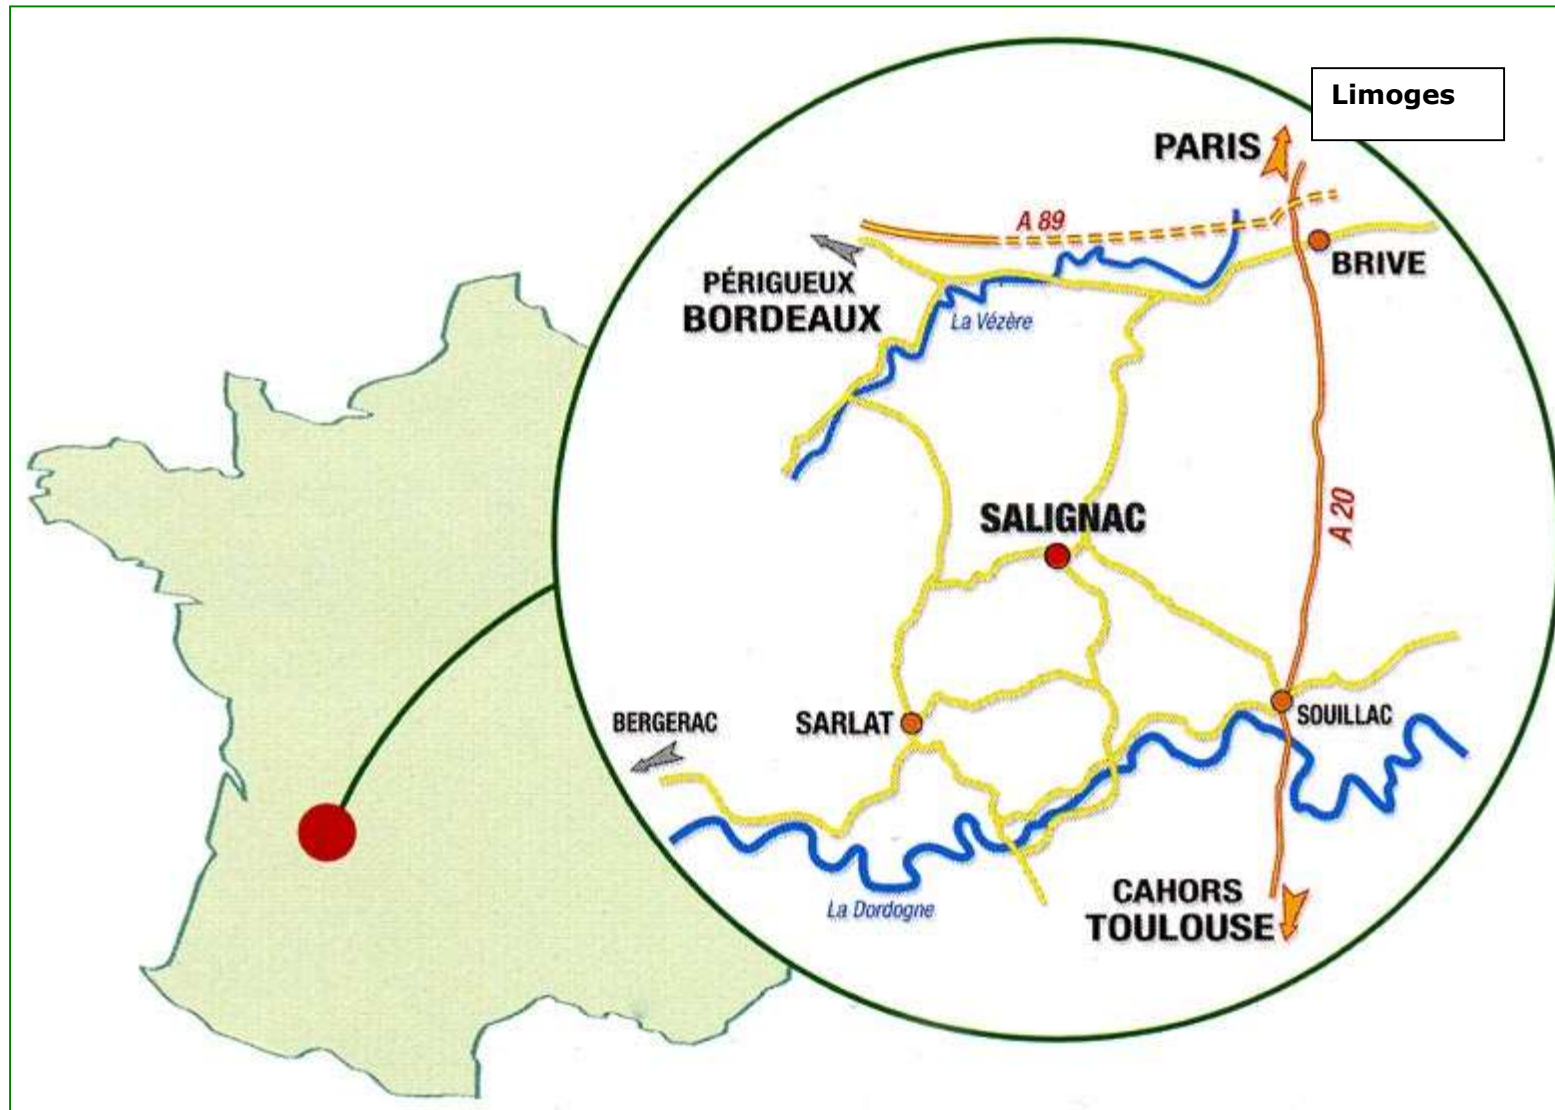 Limoges
PARIS
A 89
BRIVE
PÉRIGUEUX
BORDEAUX
La Vézère
A 20
SALIGNAC
BERGERAC
SARLAT
SOUILLAC
La Dordogne
CAHORS
TOULOUSE